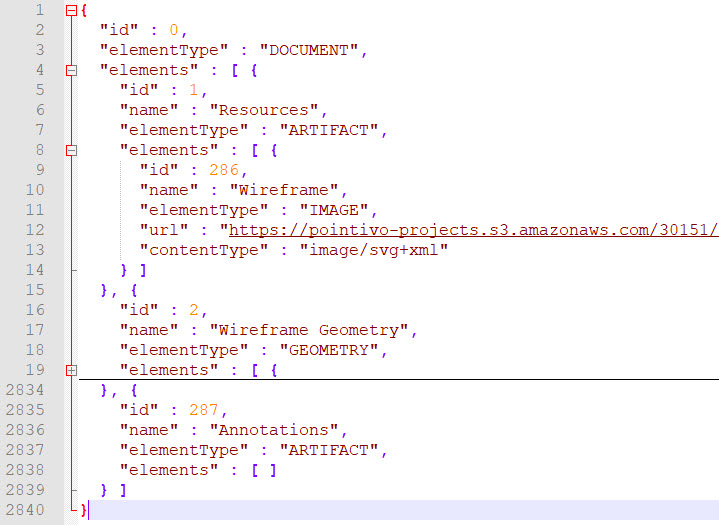 1 {
2 "id" : 0,
3 "elementType" : "DOCUMENT",
4 "elements" : [ {
5 "id" : 1,
6 "name" : "Resources",
7 "elementType" : "ARTIFACT",
8 "elements" : [ {
9 "id" : 286,
10 "name" : "Wireframe",
11 "elementType" : "IMAGE",
12 "url" : "https://pointivo-projects.s3.amazonaws.com/30151/
13 "contentType" : "image/svg+xml"
14 } ]
15 }, {
16 "id" : 2,
17 "name" : "Wireframe Geometry",
18 "elementType" : "GEOMETRY",
19 "elements" : [ {
2834 }, {
2835 "id" : 287,
2836 "name" : "Annotations",
2837 "elementType" : "ARTIFACT",
2838 "elements" : [ ]
2839 } ]
2840 }